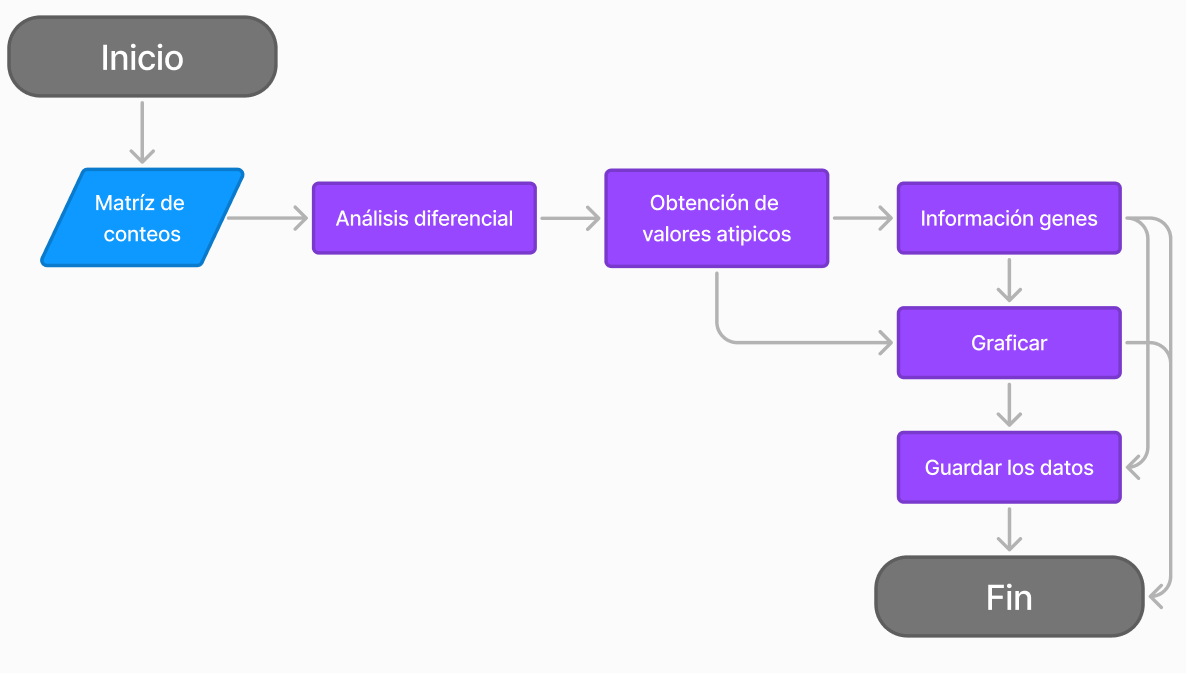 Inicio
Matríz de
conteos
Análisis diferencial
Obtención de
valores atipicos
Información genes
Graficar
Guardar los datos
Fin